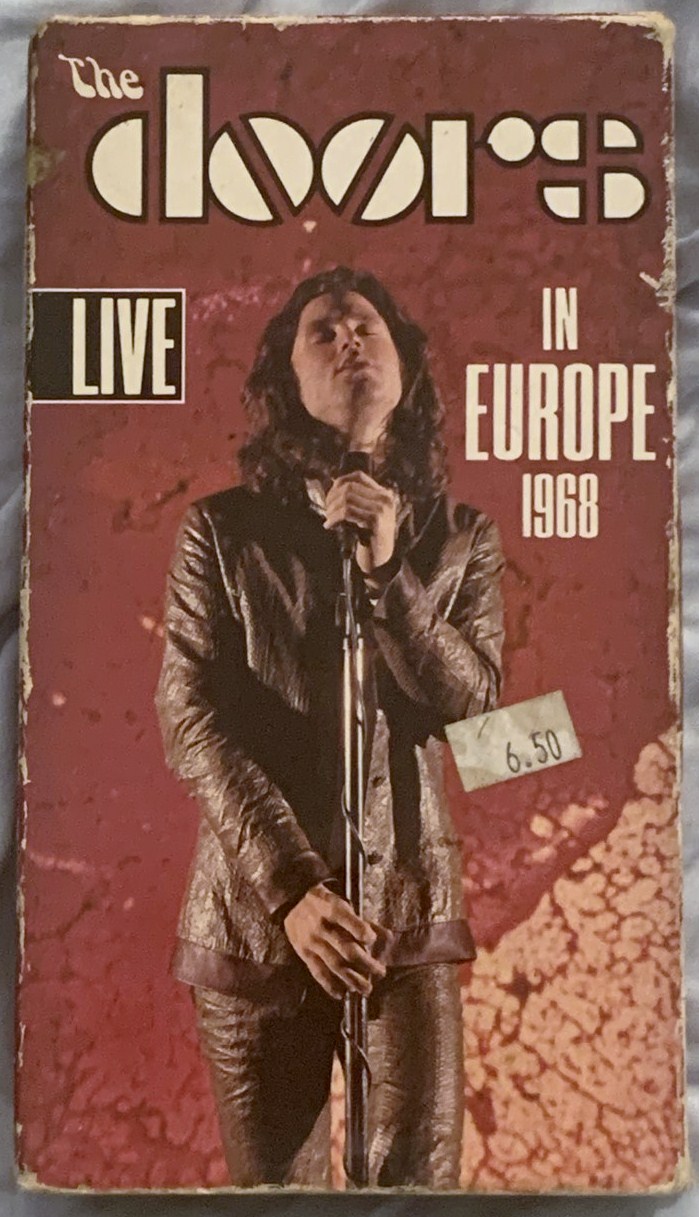 The
doors
LIVE
IN
EUROPE
1968
6.50